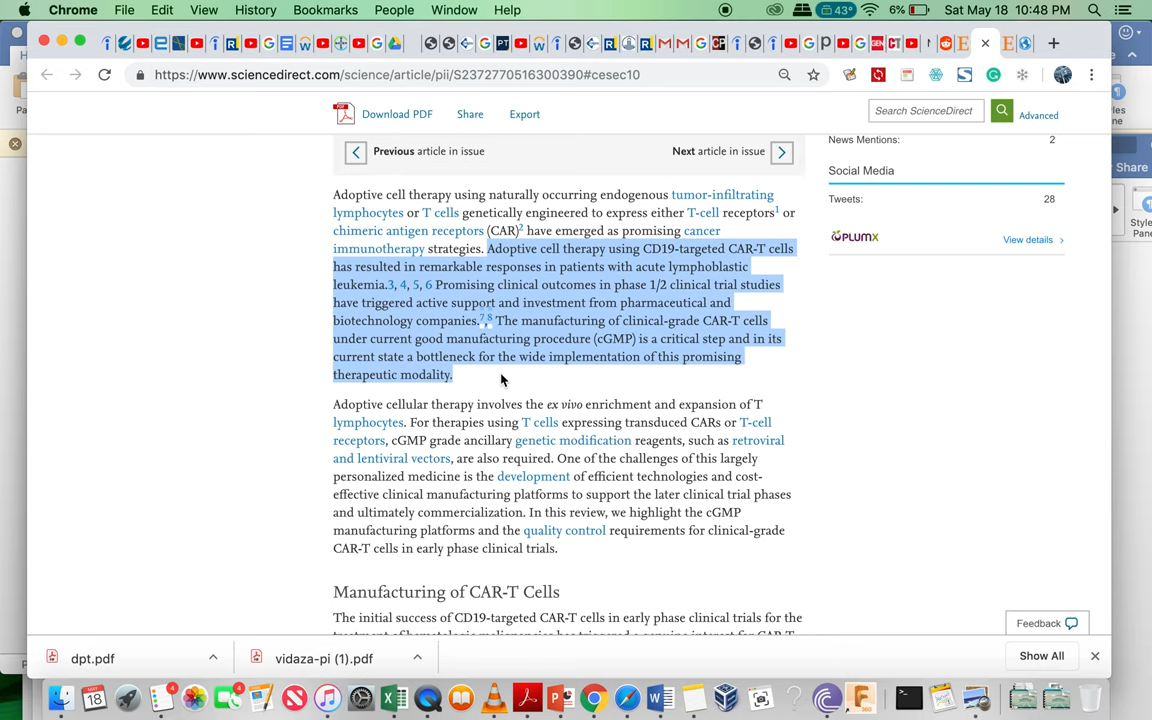 Chrome File Edit View History Bookmarks People Window Help
43° 6% Sat May 18 10:48 PM
https://www.sciencedirect.com/science/article/pii/S2372770516300390#cesec10
Download PDF Share Export
Search ScienceDirect Advanced
Previous article in issue Next article in issue
News Mentions: 2
Social Media
Tweets: 28
PLUMX View details
Adoptive cell therapy using naturally occurring endogenous tumor-infiltrating
lymphocytes or T cells genetically engineered to express either T-cell receptors1 or
chimeric antigen receptors (CAR)2 have emerged as promising cancer
immunotherapy strategies. Adoptive cell therapy using CD19-targeted CAR-T cells
has resulted in remarkable responses in patients with acute lymphoblastic
leukemia.3, 4, 5, 6 Promising clinical outcomes in phase 1/2 clinical trial studies
have triggered active support and investment from pharmaceutical and
biotechnology companies.7,8 The manufacturing of clinical-grade CAR-T cells
under current good manufacturing procedure (cGMP) is a critical step and in its
current state a bottleneck for the wide implementation of this promising
therapeutic modality.
Adoptive cellular therapy involves the ex vivo enrichment and expansion of T
lymphocytes. For therapies using T cells expressing transduced CARs or T-cell
receptors, cGMP grade ancillary genetic modification reagents, such as retroviral
and lentiviral vectors, are also required. One of the challenges of this largely
personalized medicine is the development of efficient technologies and cost-
effective clinical manufacturing platforms to support the later clinical trial phases
and ultimately commercialization. In this review, we highlight the cGMP
manufacturing platforms and the quality control requirements for clinical-grade
CAR-T cells in early phase clinical trials.
Manufacturing of CAR-T Cells
The initial success of CD19-targeted CAR-T cells in early phase clinical trials for the
Feedback
dpt.pdf vidaza-pi (1).pdf Show All
Share